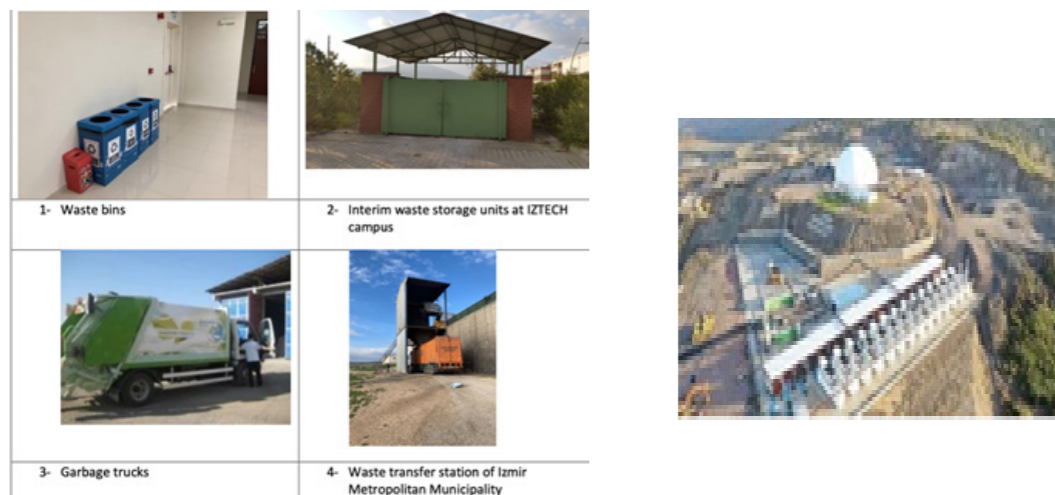 1- Waste bins
2- Interim waste storage units at IZTECH
campus
3- Garbage trucks
4- Waste transfer station of Izmir
Metropolitan Municipality